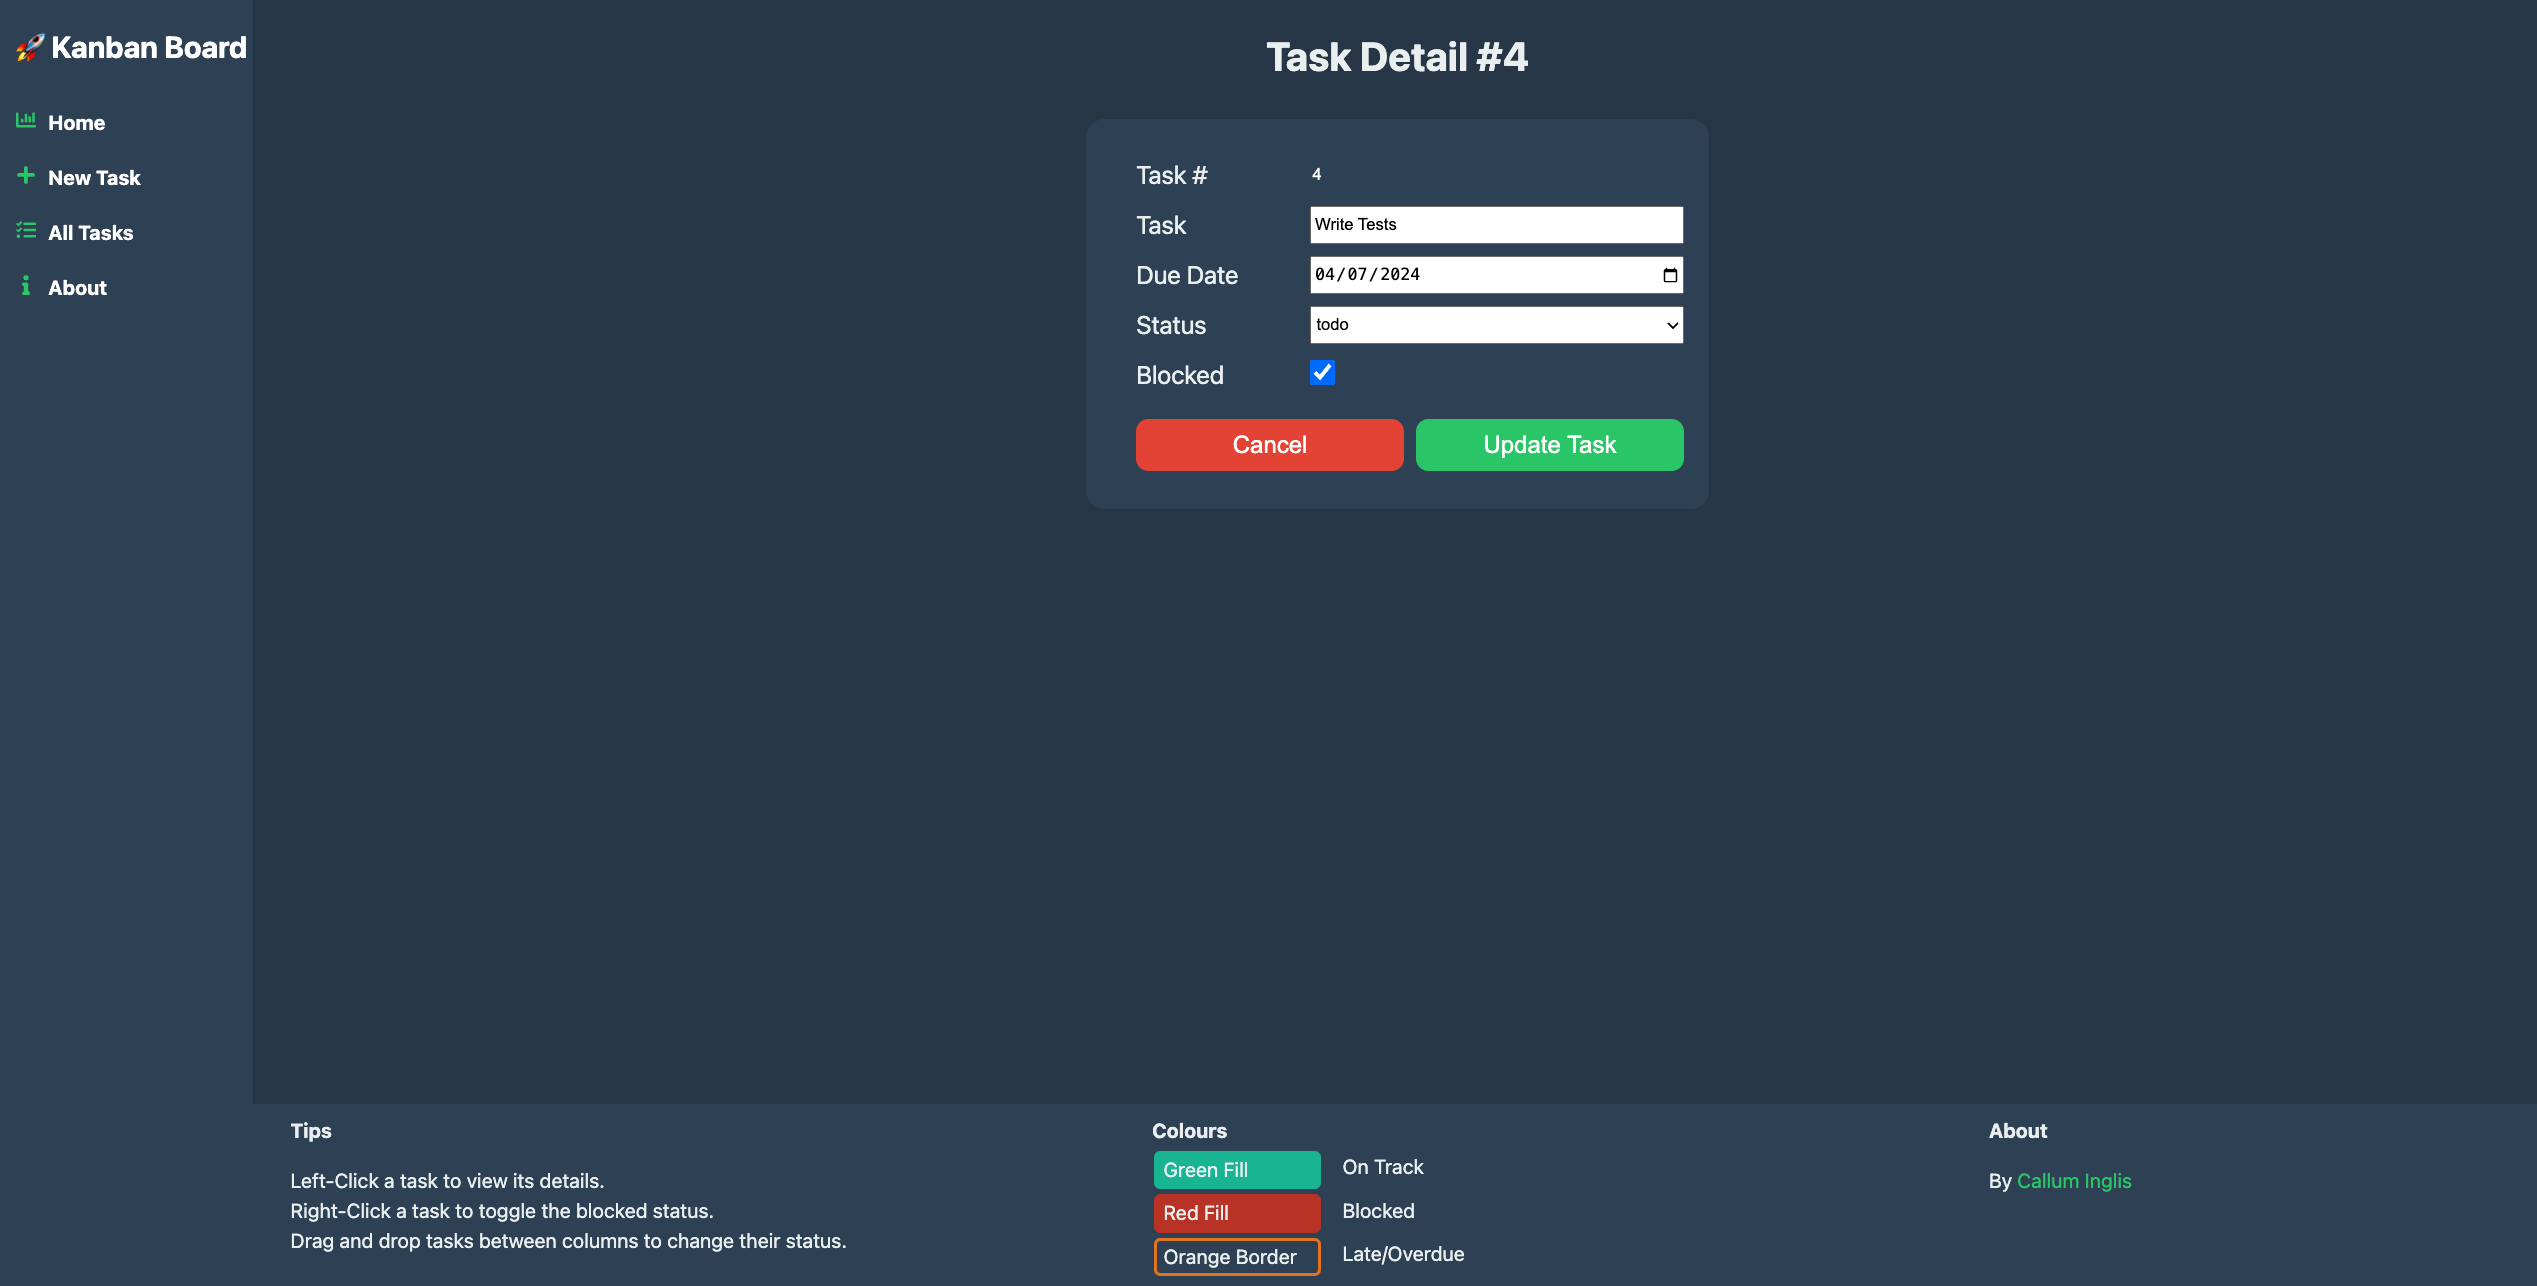 Kanban Board
Home
New Task
All Tasks
About
Task Detail #4
Task # 4
Task Write Tests
Due Date 04/07/2024
Status todo
Blocked
Cancel Update Task
Tips
Left-Click a task to view its details.
Right-Click a task to toggle the blocked status.
Drag and drop tasks between columns to change their status.
Colours
Green Fill On Track
Red Fill Blocked
Orange Border Late/Overdue
About
By Callum Inglis